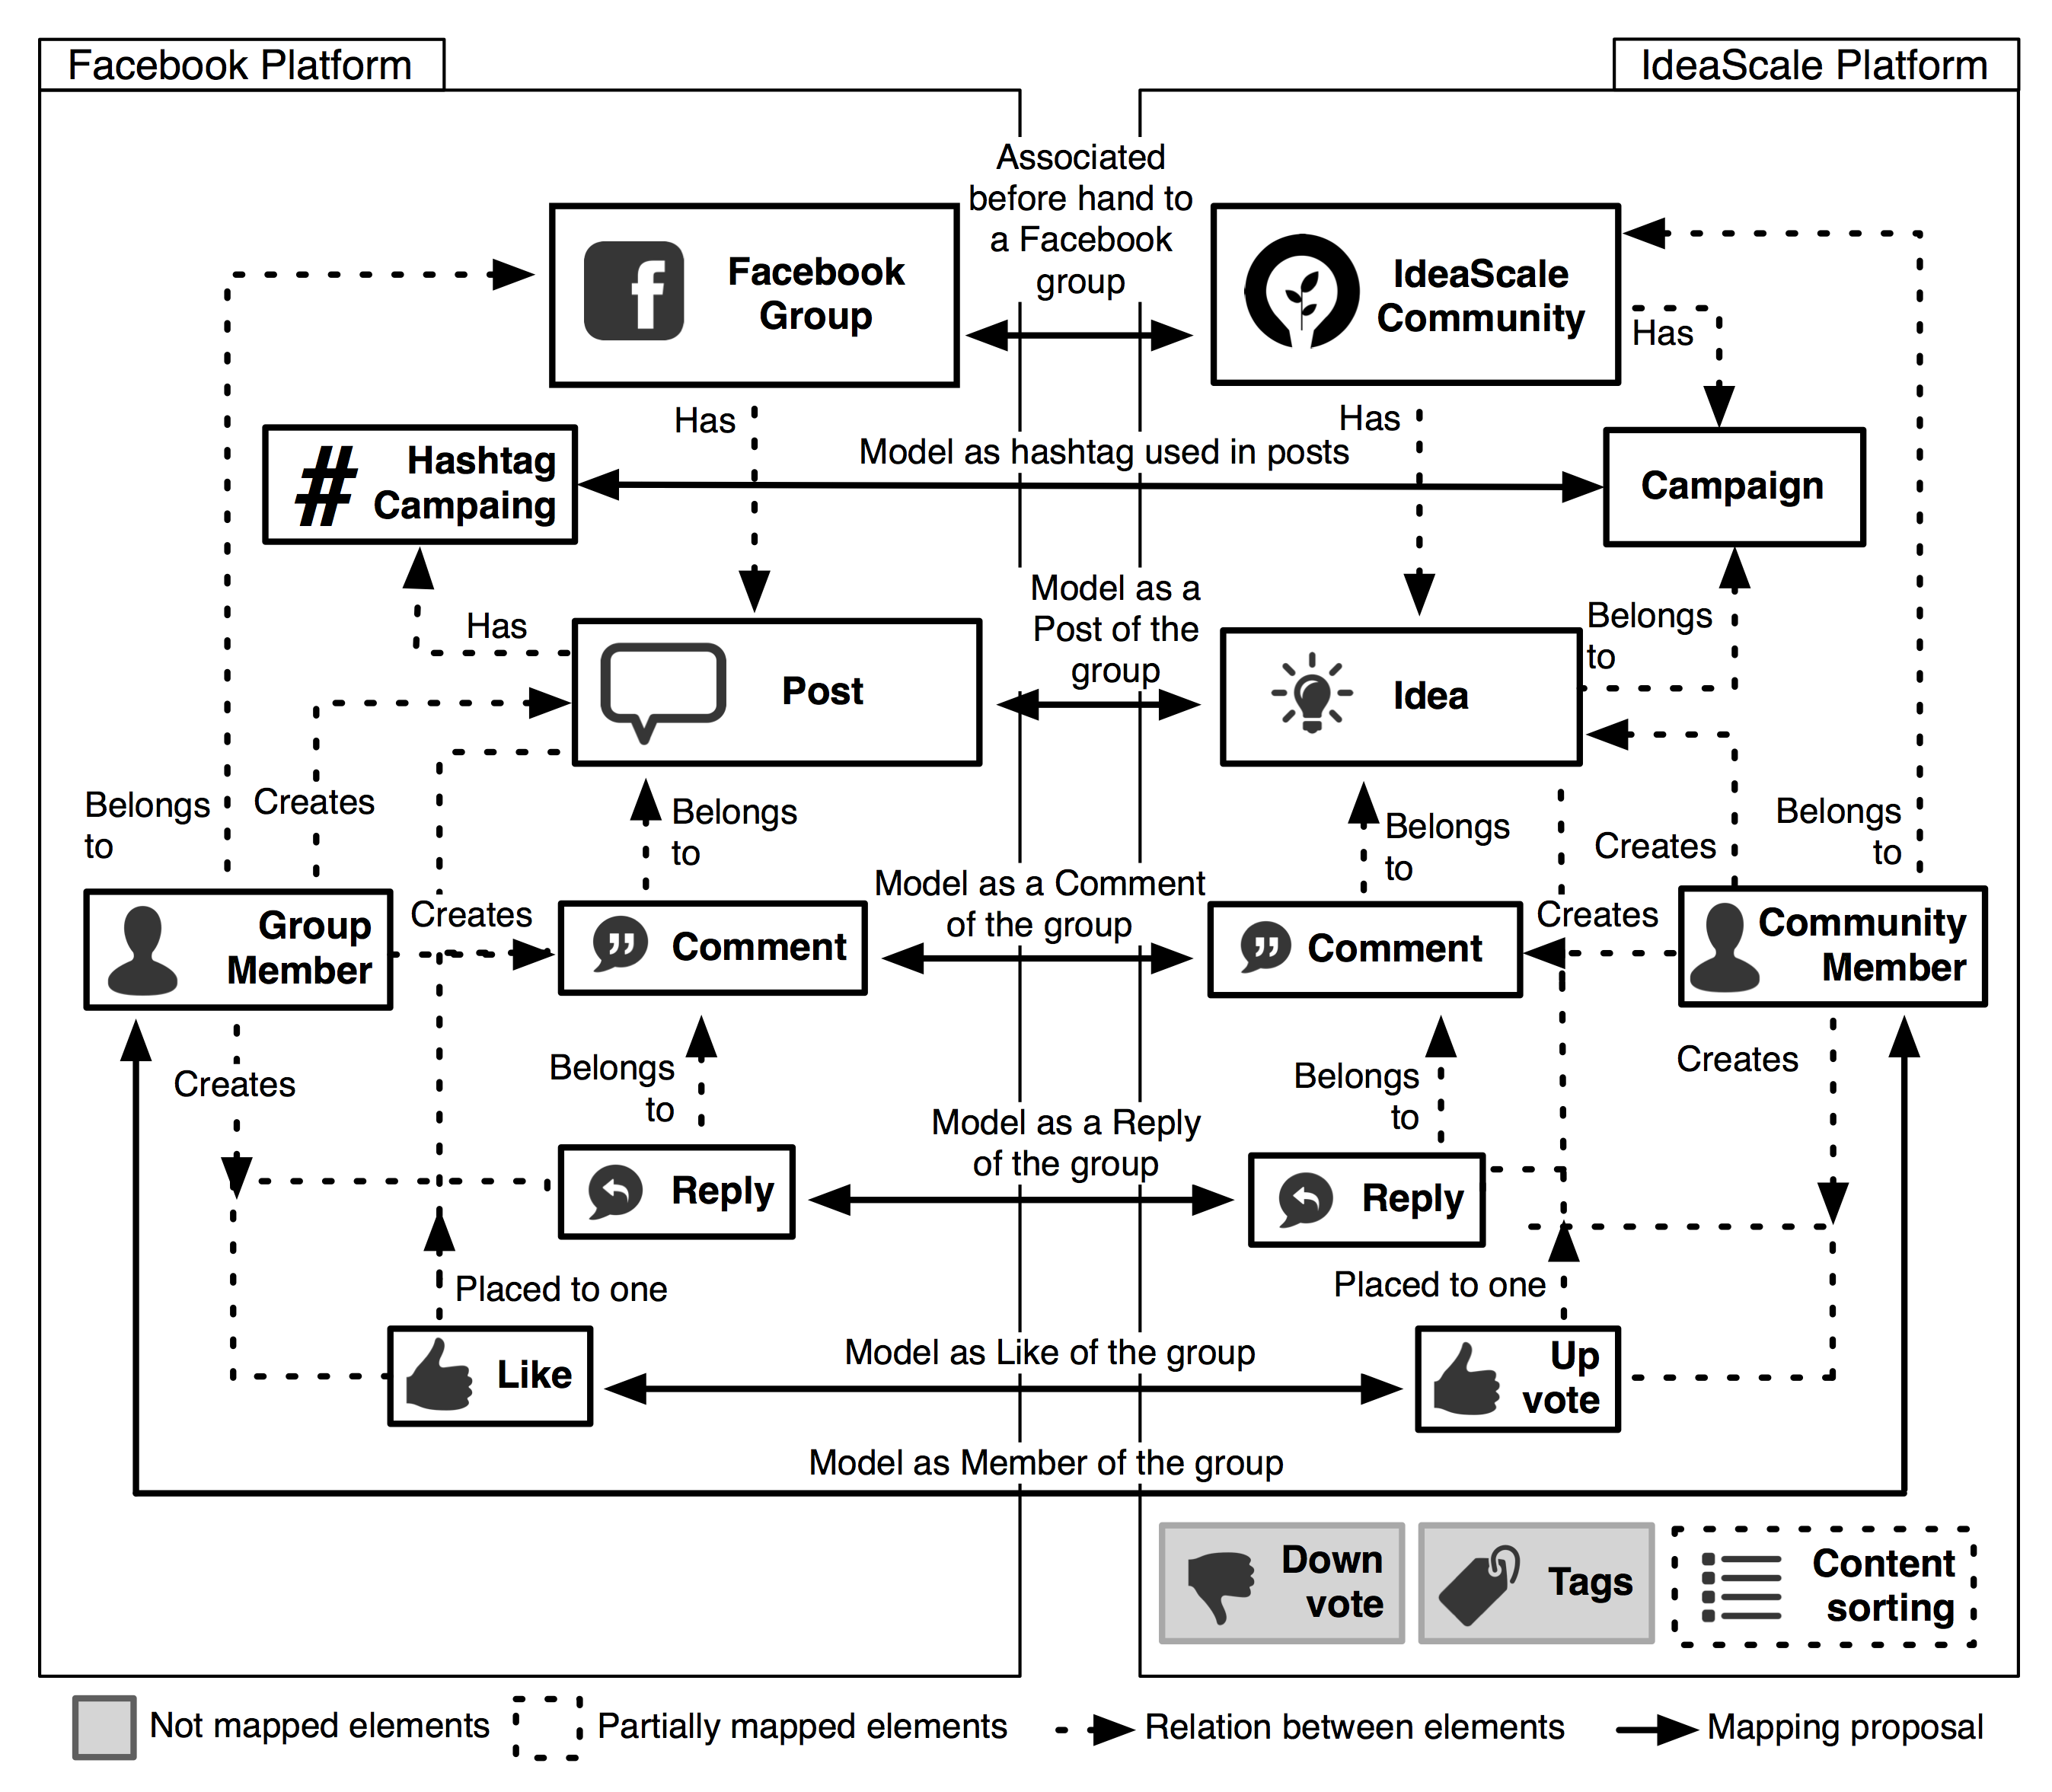 Facebook Platform
IdeaScale Platform
Associated
before hand to
a Facebook
group
Facebook
Group
IdeaScale
Community
Has
Has
Has
Model as hashtag used in posts
#
Hashtag
Campaing
Campaign
Model as a
Post of the
group
Has
Belongs
to
Post
Idea
Belongs
to
Creates
Belongs
to
Belongs
to
Creates
Belongs
to
Model as a Comment
of the group
Group
Member
Creates
Comment
Comment
Creates
Community
Member
Creates
Belongs
to
Belongs
to
Creates
Model as a Reply
of the group
Reply
Reply
Placed to one
Placed to one
Model as Like of the group
Like
Up
vote
Model as Member of the group
Down
vote
Tags
Content
sorting
Not mapped elements
Partially mapped elements
Relation between elements
Mapping proposal